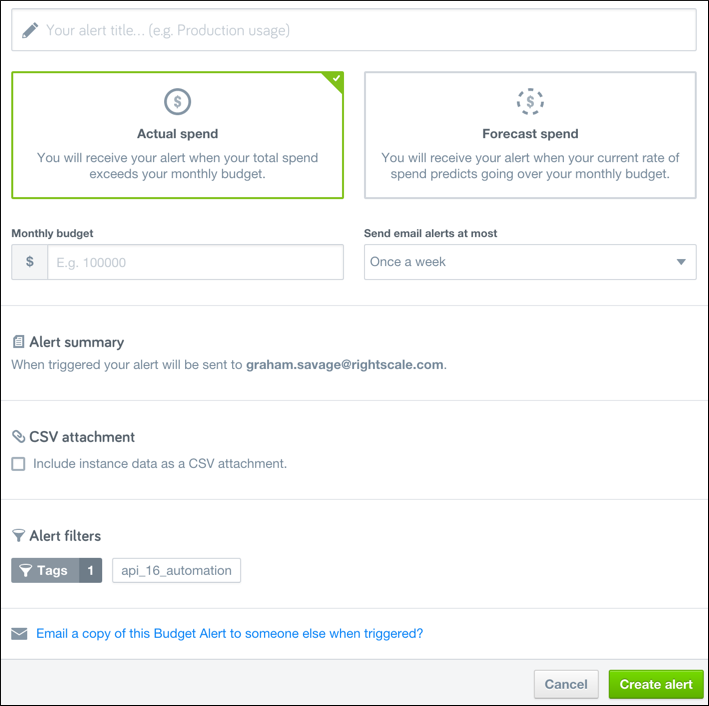 Your alert title... (e.g. Production usage)
$
$
Actual spend
Forecast spend
You will receive your alert when your total spend
exceeds your monthly budget.
You will receive your alert when your current rate of
spend predicts going over your monthly budget.
Monthly budget
Send email alerts at most
$ E.g. 100000
Once a week
Alert summary
When triggered your alert will be sent to graham.savage@rightscale.com.
CSV attachment
Include instance data as a CSV attachment.
Alert filters
Tags 1 api_16_automation
Email a copy of this Budget Alert to someone else when triggered?
Cancel Create alert